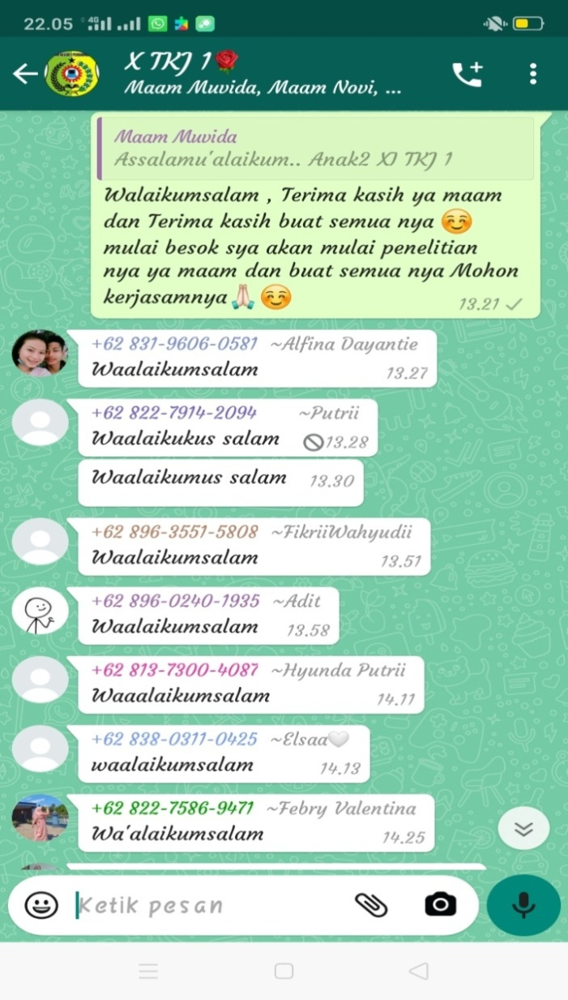 22.05
4G
X TKJ 1🌹
Maam Muvida, Maam Novi, ...
Maam Muvida
Assalamu'alaikum.. Anak2 XI TKJ 1
Walaikumsalam , Terima kasih ya maam
dan Terima kasih buat semua nya 😊
mulai besok sya akan mulai penelitian
nya ya maam dan buat semua nya Mohon
kerjasamnya🙏🏻😊
13.21
+62 831-9606-0581 ~Alfina Dayantie
Waalaikumsalam 13.27
+62 822-7914-2094 ~Putrii
Waalaikukus salam 13.28
Waalaikumus salam 13.30
+62 896-3551-5808 ~FikriiWahyudii
Waalaikumsalam 13.51
+62 896-0240-1935 ~Adit
Waalaikumsalam 13.58
+62 813-7300-4087 ~Hyunda Putrii
Waaalaikumsalam 14.11
+62 838-0311-0425 ~Elsaa🤍
waalaikumsalam 14.13
+62 822-7586-9471 ~Febry Valentina
Wa'alaikumsalam 14.25
Ketik pesan